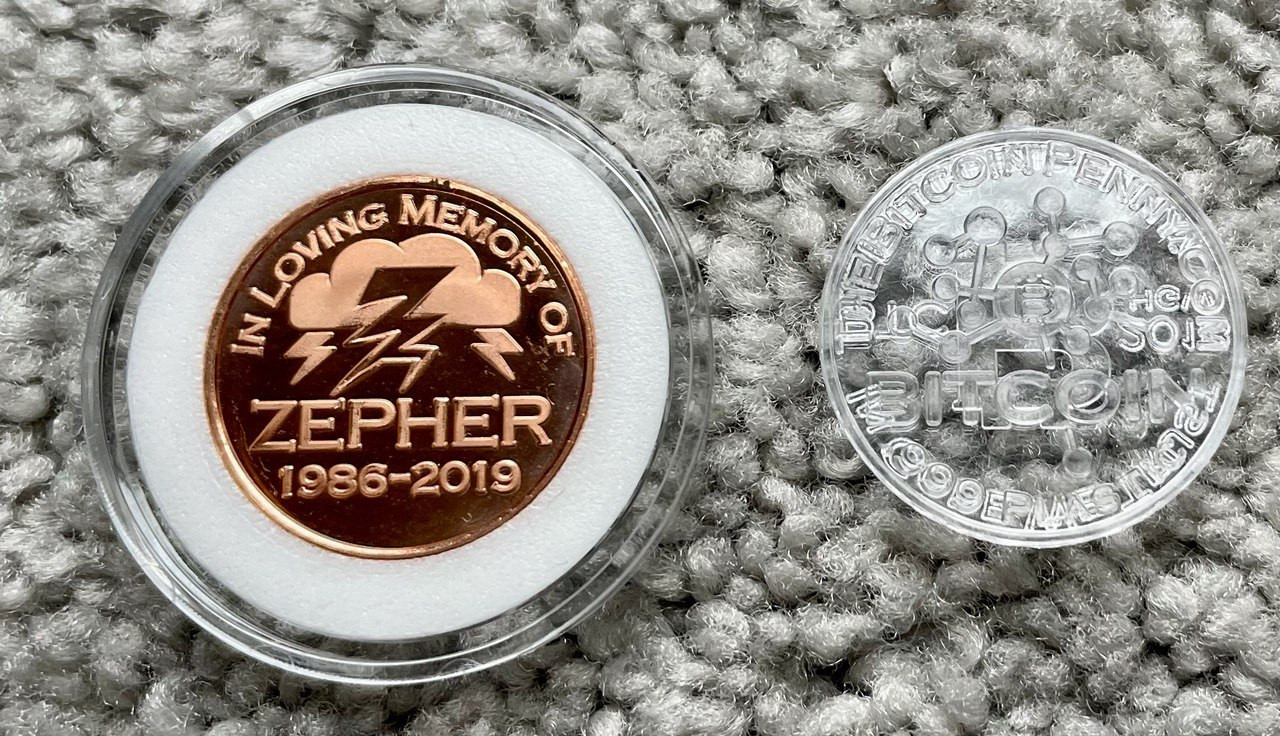 IN LOVING MEMORY OF
ZEPHER
1986-2019
THEBITCOINPENNY.COM
BITCOIN